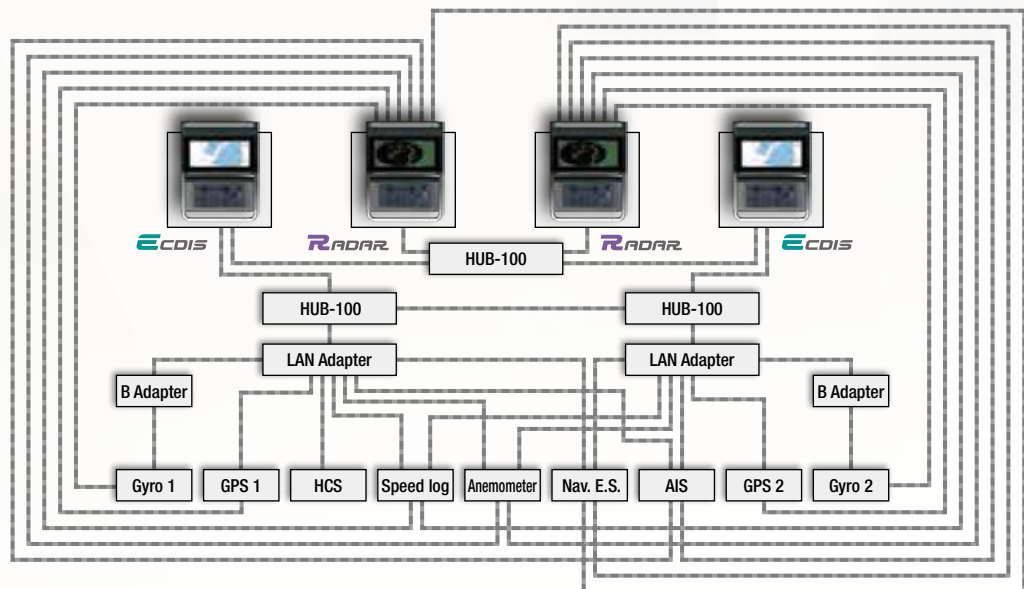 ECDIS
RADAR
RADAR
ECDIS
HUB-100
HUB-100
HUB-100
LAN Adapter
LAN Adapter
B Adapter
B Adapter
Gyro 1
GPS 1
HCS
Speed log
Anemometer
Nav. E.S.
AIS
GPS 2
Gyro 2